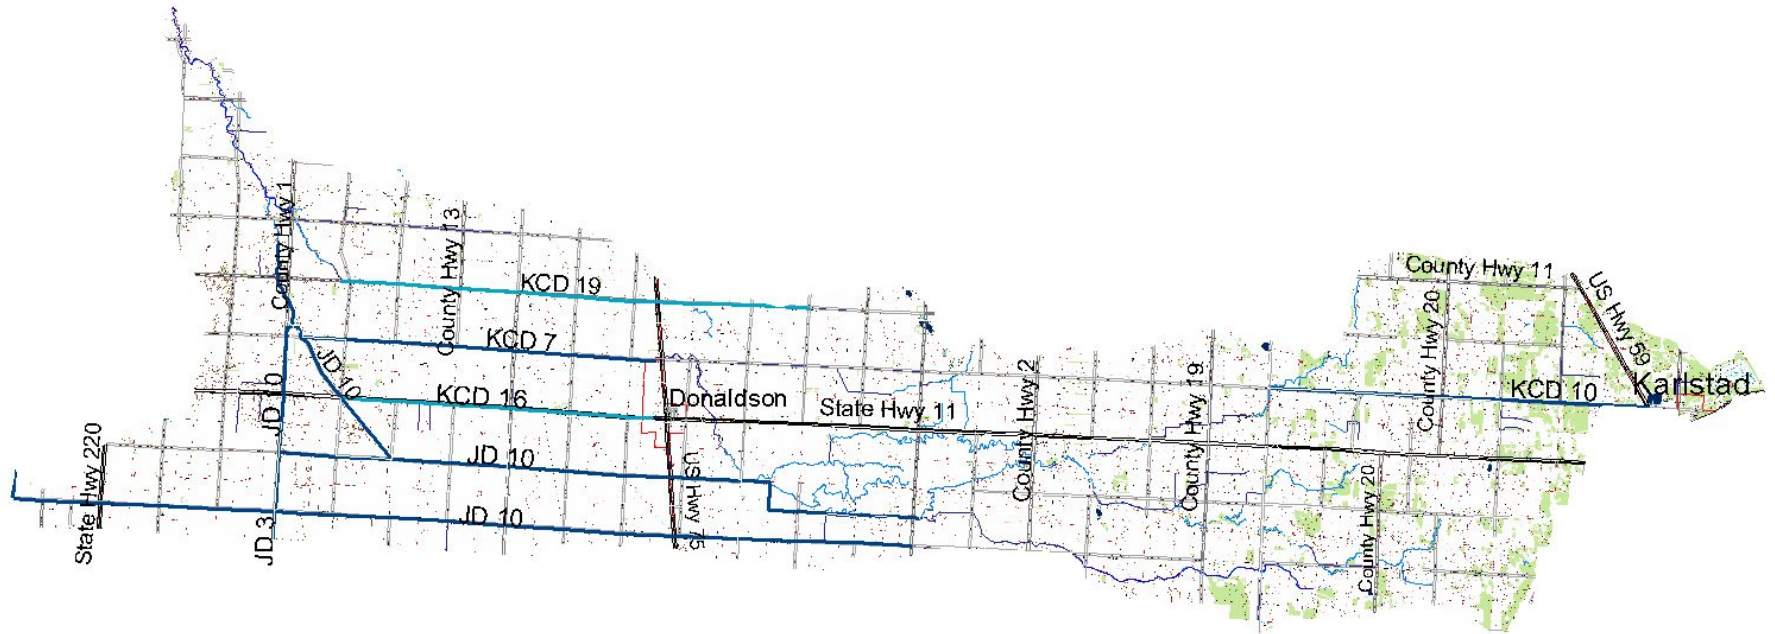 County Hwy 1
County Hwy 13
County Hwy 11
US Hwy 59
KCD 19
County Hwy 20
KCD 7
JD 10
JD 10
KCD 16
Donaldson
State Hwy 11
County Hwy 2
County Hwy 19
KCD 10
Karlstad
State Hwy 220
JD 10
US Hwy 75
County Hwy 20
JD 3
JD 10